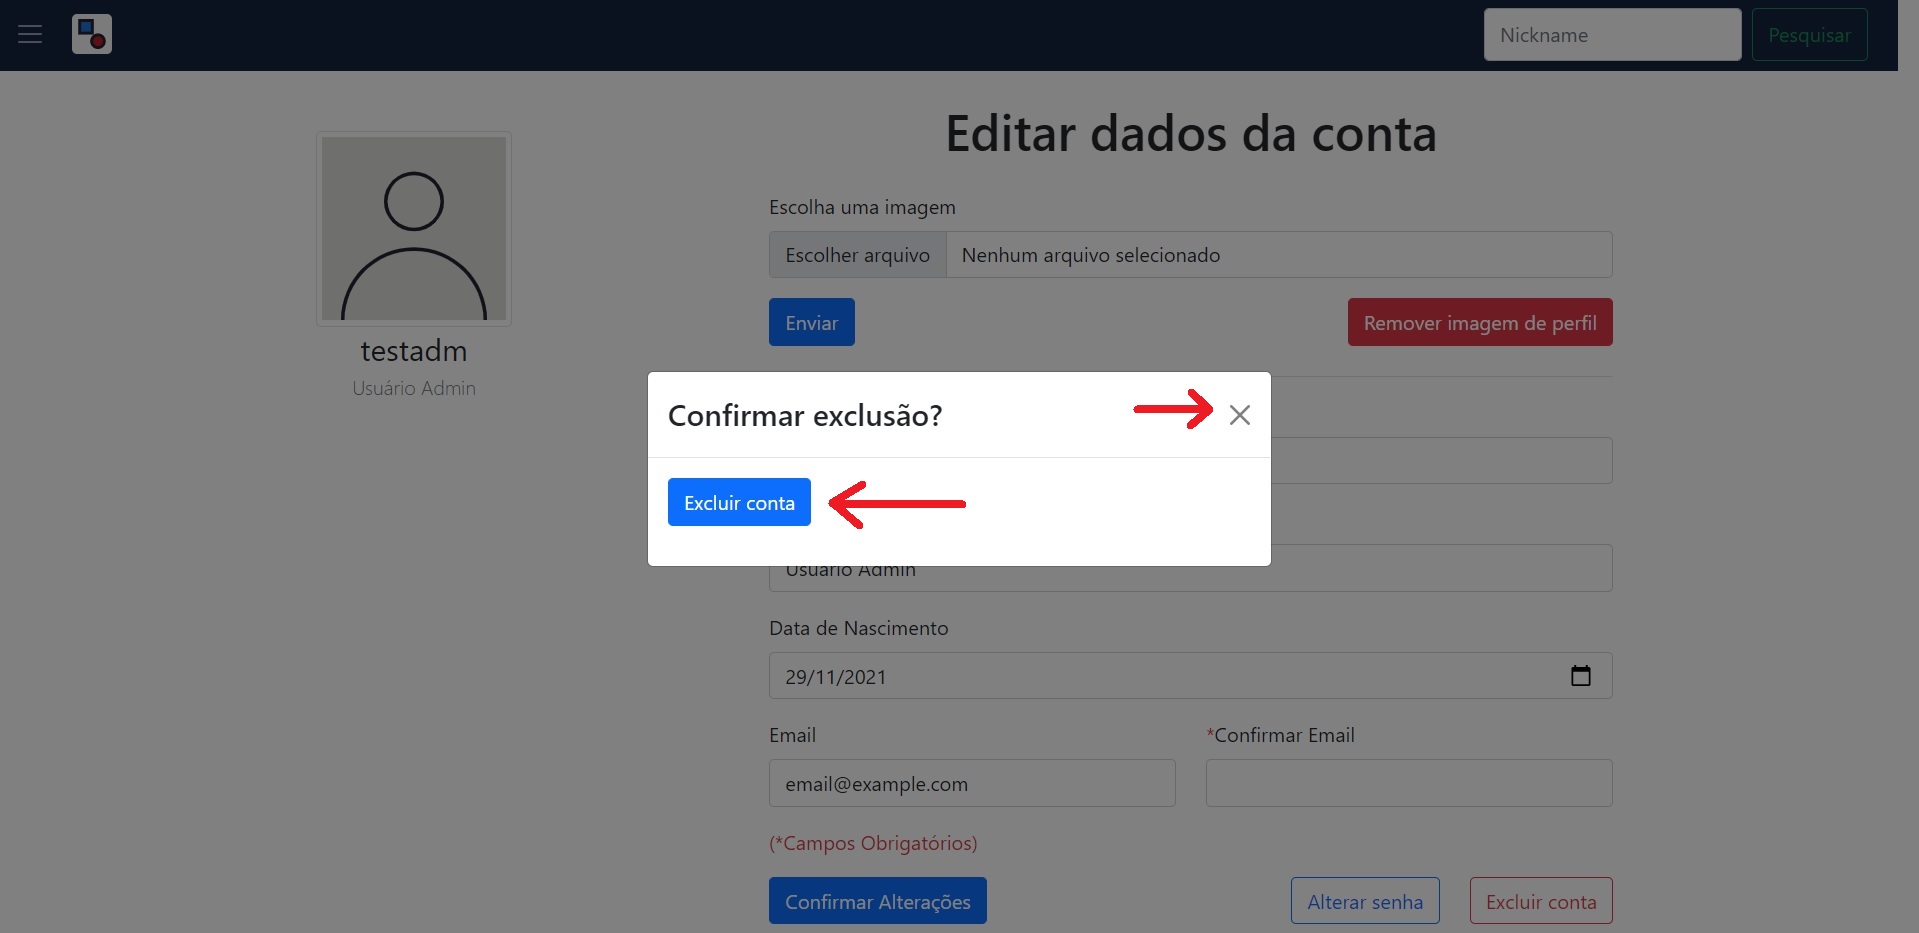 Nickname
Pesquisar
Editar dados da conta
Escolha uma imagem
Escolher arquivo
Nenhum arquivo selecionado
Enviar
Remover imagem de perfil
testadm
Usuário Admin
Confirmar exclusão?
Excluir conta
Usuário Admin
Data de Nascimento
29/11/2021
Email
*Confirmar Email
email@example.com
(*Campos Obrigatórios)
Confirmar Alterações
Alterar senha
Excluir conta